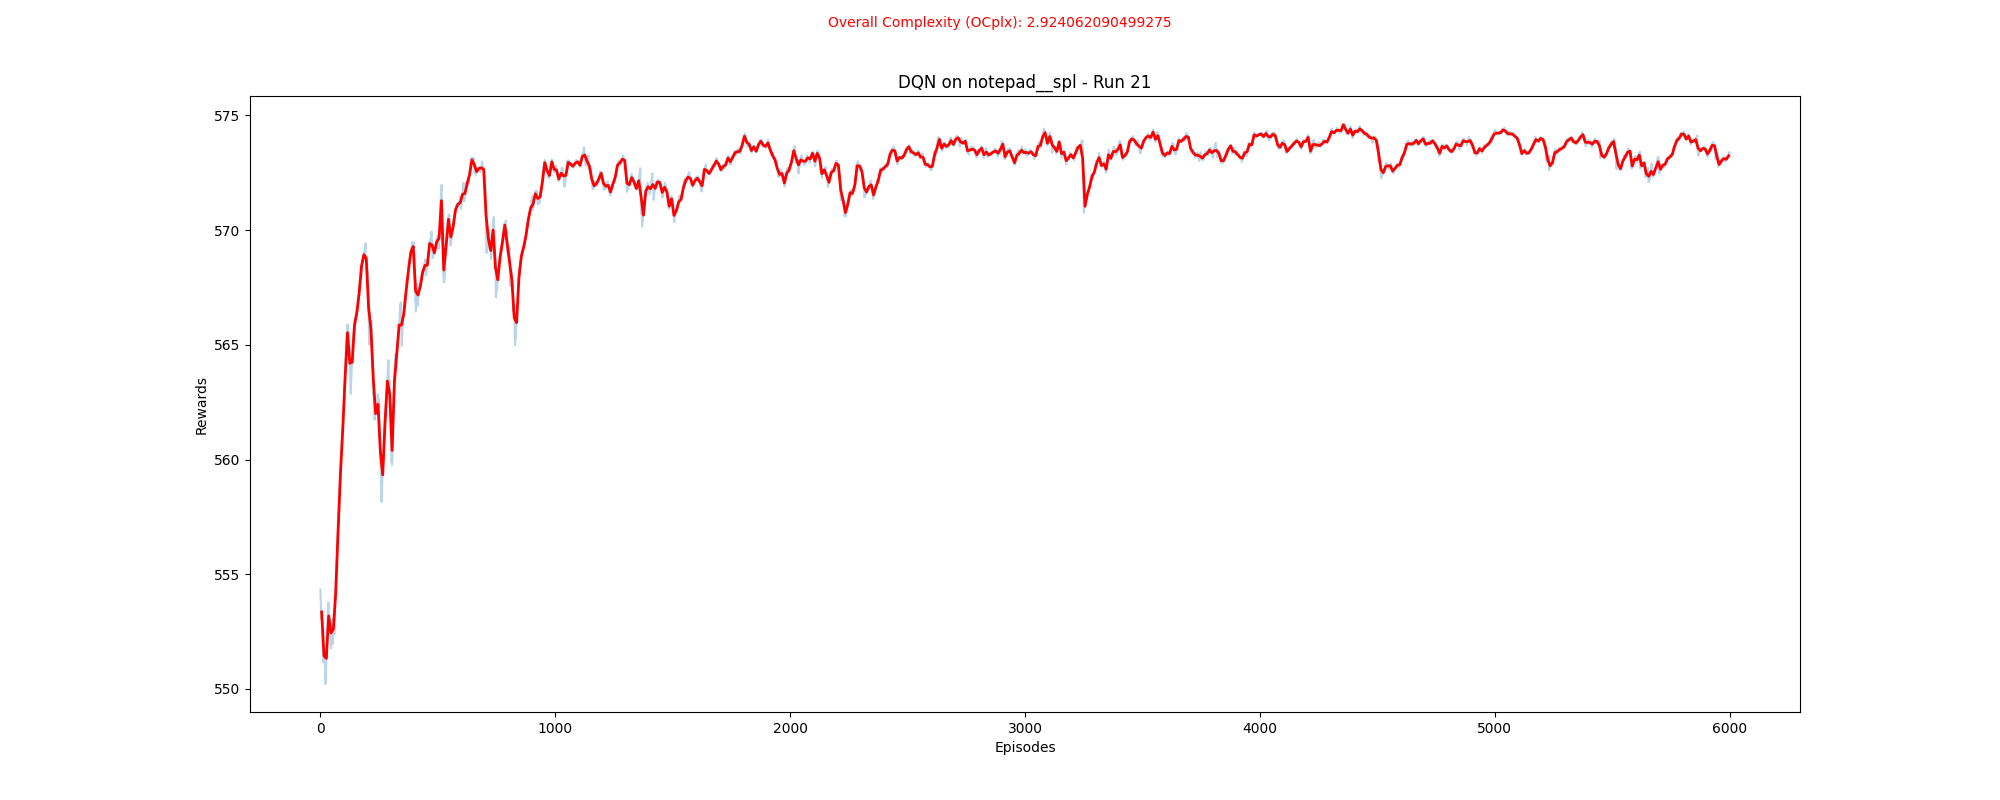 Overall Complexity (OCplx): 2.924062090499275
DQN on notepad__spl - Run 21
575
570
565
560
555
550
Rewards
0 1000 2000 3000 4000 5000 6000
Episodes